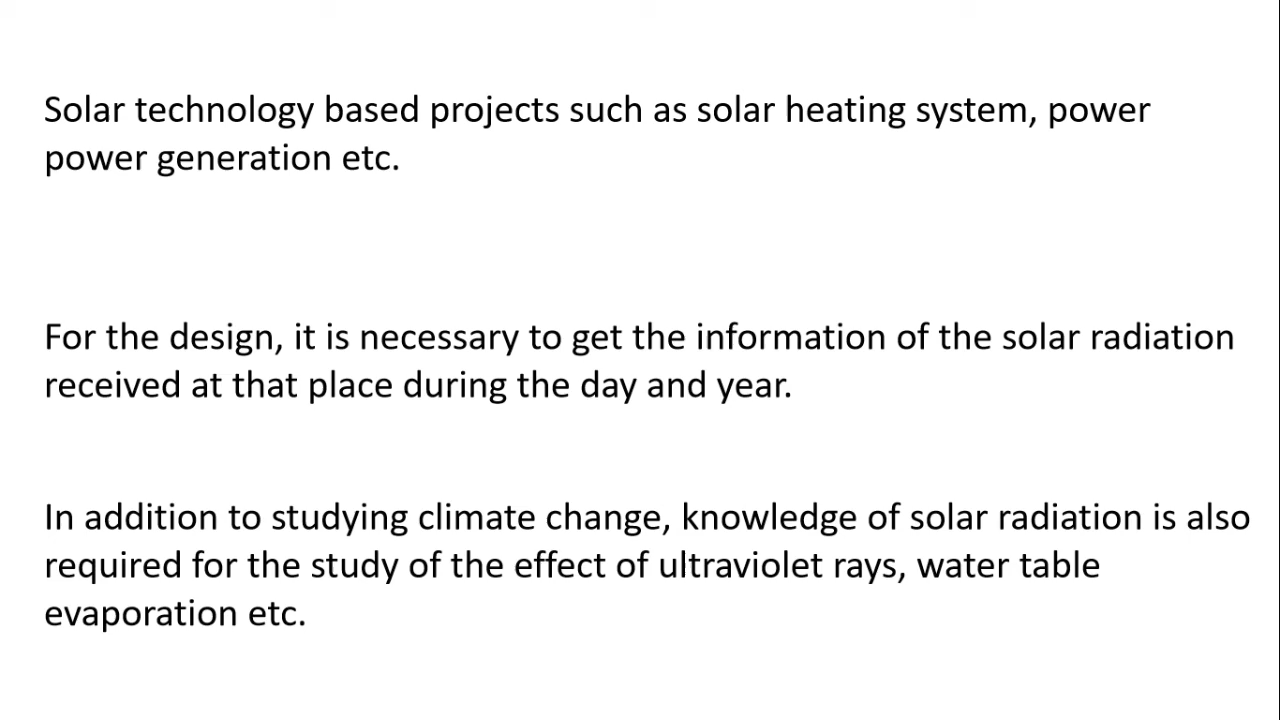 Solar technology based projects such as solar heating system, power
power generation etc.
For the design, it is necessary to get the information of the solar radiation
received at that place during the day and year.
In addition to studying climate change, knowledge of solar radiation is also
required for the study of the effect of ultraviolet rays, water table
evaporation etc.